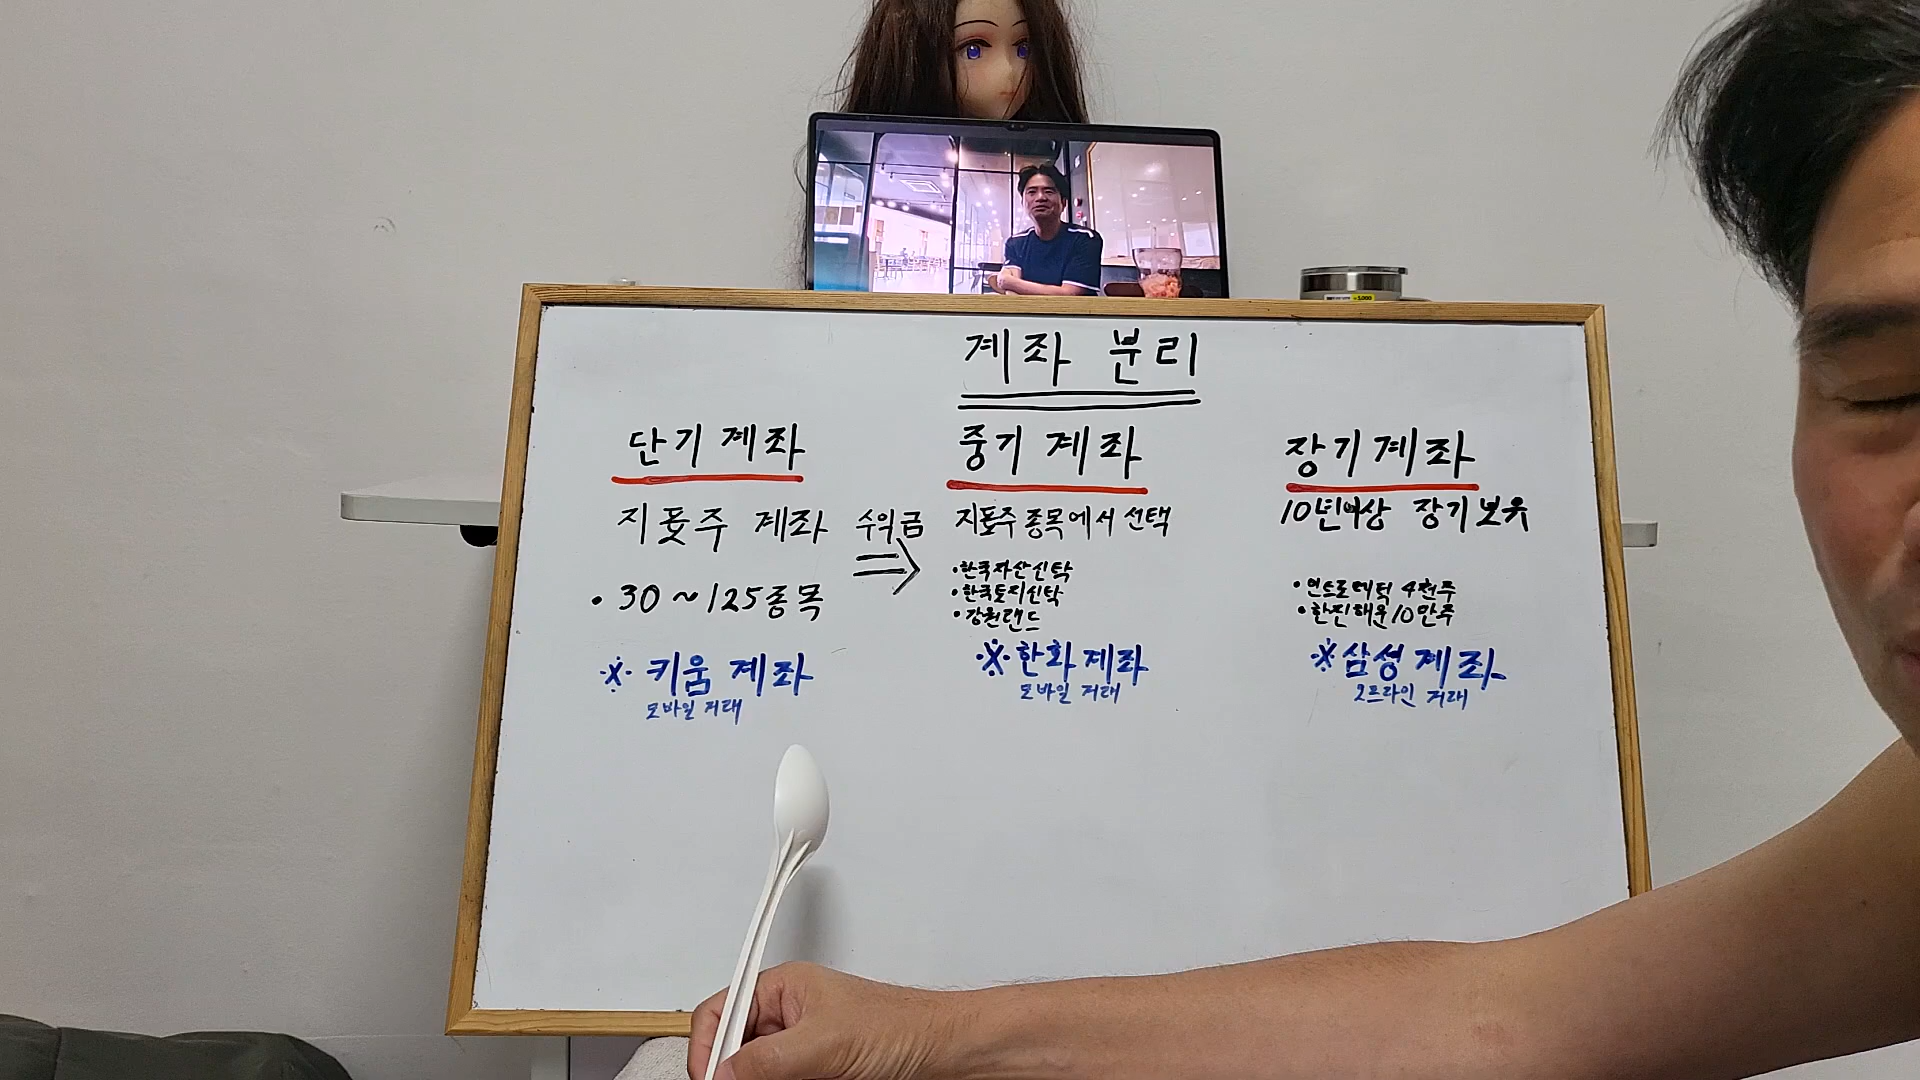 계좌 분리
단기 계좌
지표주 계좌
• 30 ~ 125종목
※ 키움 계좌
모바일 거래
수익금
⇒
중기 계좌
지표주 종목에서 선택
• 한국자산신탁
• 한국토지신탁
• 강원랜드
※ 한화 계좌
모바일 거래
장기 계좌
10년이상 장기 보유
• 인스로메틱 4천주
• 한진해운 10만주
※ 삼성 계좌
오프라인 거래